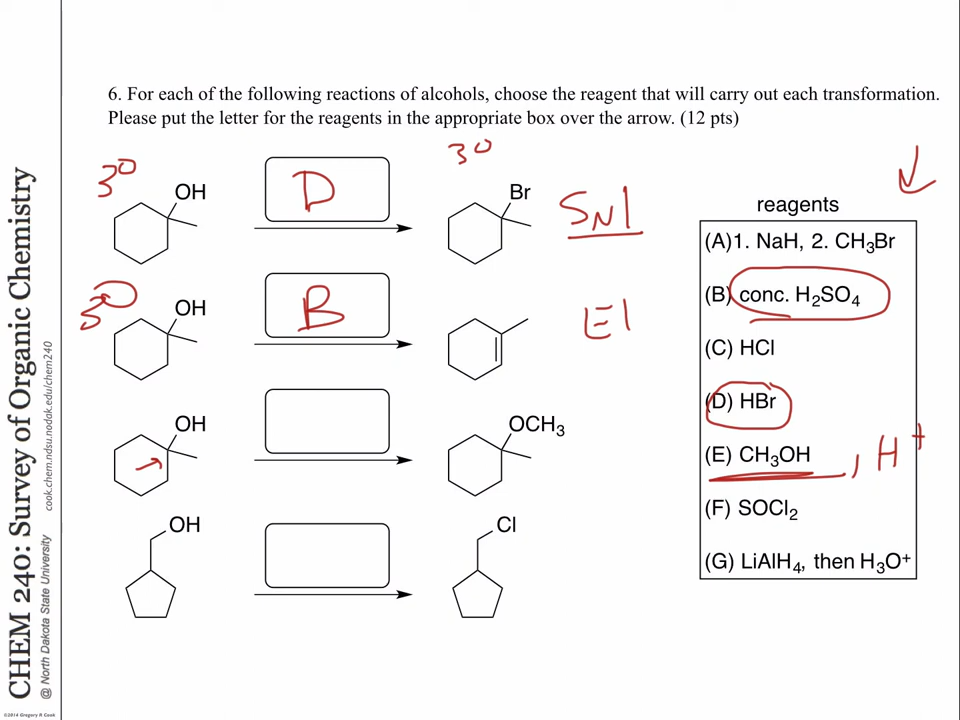 CHEM 240: Survey of Organic Chemistry
@ North Dakota State University
cook.chem.ndsu.nodak.edu/chem240
©2014 Gregory R Cook
6. For each of the following reactions of alcohols, choose the reagent that will carry out each transformation.
Please put the letter for the reagents in the appropriate box over the arrow. (12 pts)
3°
OH
D
3°
Br
SN1
3°
OH
B
E1
OH
OCH₃
OH
Cl
reagents
(A)1. NaH, 2. CH₃Br
(B) conc. H₂SO₄
(C) HCl
(D) HBr
(E) CH₃OH , H⁺
(F) SOCl₂
(G) LiAlH₄, then H₃O⁺